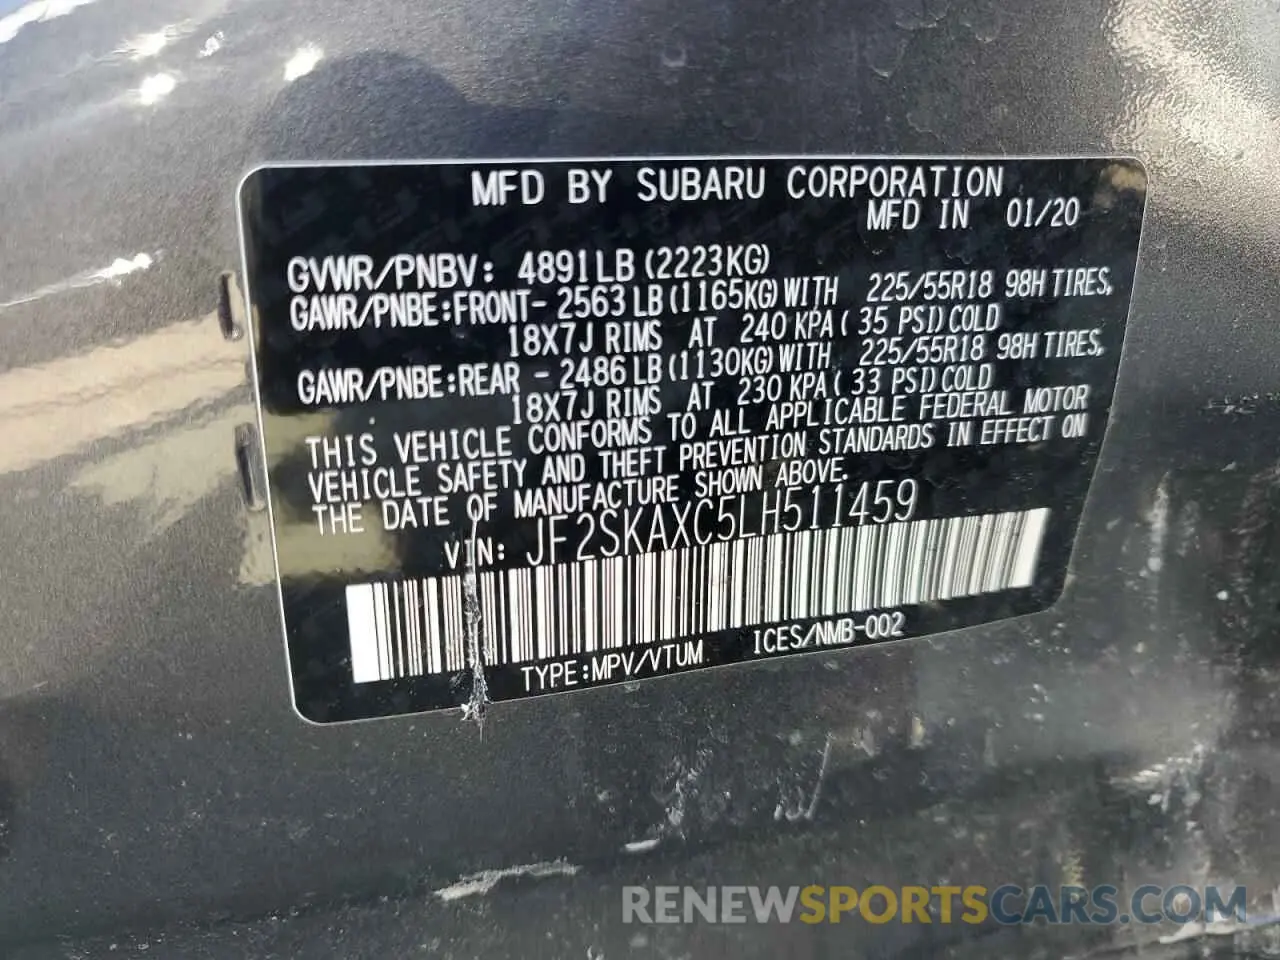 MFD BY SUBARU CORPORATION
MFD IN 01/20
GVWR/PNBV: 4891LB (2223KG)
GAWR/PNBE:FRONT- 2563 LB (1165KG) WITH 225/55R18 98H TIRES,
18X7J RIMS AT 240 KPA ( 35 PSI) COLD
GAWR/PNBE:REAR - 2486 LB (1130KG) WITH 225/55R18 98H TIRES,
18X7J RIMS AT 230 KPA ( 33 PSI) COLD
THIS VEHICLE CONFORMS TO ALL APPLICABLE FEDERAL MOTOR
VEHICLE SAFETY AND THEFT PREVENTION STANDARDS IN EFFECT ON
THE DATE OF MANUFACTURE SHOWN ABOVE.
VIN: JF2SKAXC5LH511459
TYPE:MPV/VTUM ICES/NMB-002
RENEWSPORTSCARS.COM